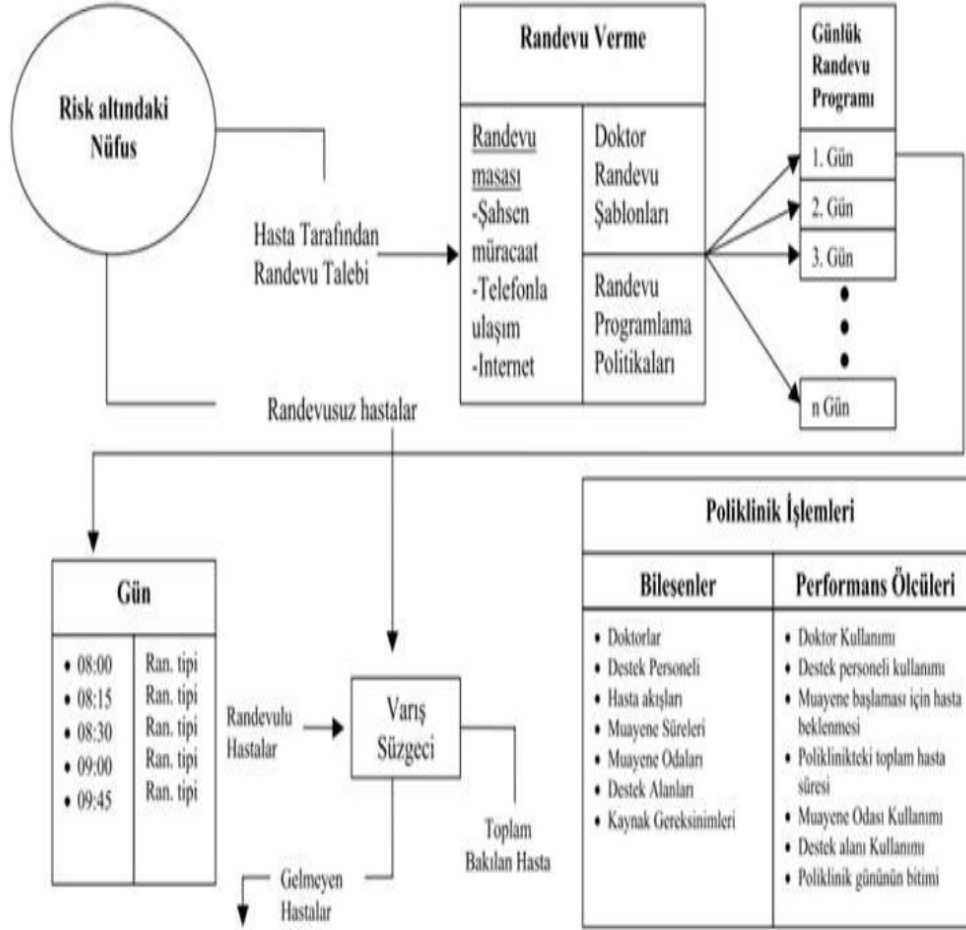 Risk altındaki
Nüfus
Hasta Tarafından
Randevu Talebi
Randevu Verme
Randevu
masası
-Şahsen
müracaat
-Telefonla
ulaşım
-Internet
Doktor
Randevu
Şablonları
Randevu
Programlama
Politikaları
Günlük
Randevu
Programı
1. Gün
2. Gün
3. Gün
n Gün
Randevusuz hastalar
Gün
• 08:00 Ran. tipi
• 08:15 Ran. tipi
• 08:30 Ran. tipi
• 09:00 Ran. tipi
• 09:45 Ran. tipi
Randevulu
Hastalar
Varış
Süzgeci
Toplam
Bakılan Hasta
Gelmeyen
Hastalar
Poliklinik İşlemleri
Bileşenler
• Doktorlar
• Destek Personeli
• Hasta akışları
• Muayene Süreleri
• Muayene Odaları
• Destek Alanları
• Kaynak Gereksinimleri
Performans Ölçüleri
• Doktor Kullanımı
• Destek personeli kullanımı
• Muayene başlaması için hasta
beklenmesi
• Poliklinikteki toplam hasta
süresi
• Muayene Odası Kullanımı
• Destek alanı Kullanımı
• Poliklinik gününün bitimi